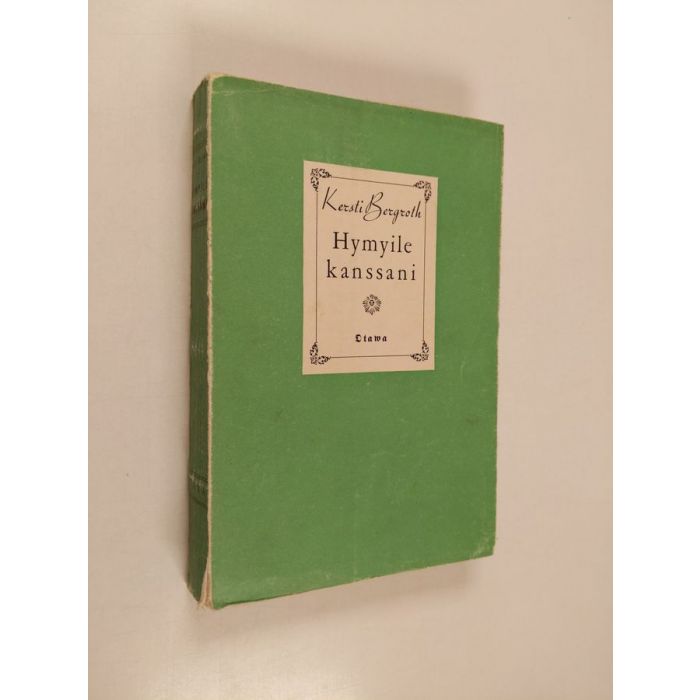 Kersti Bergroth
Hymyile
kanssani
Otawa